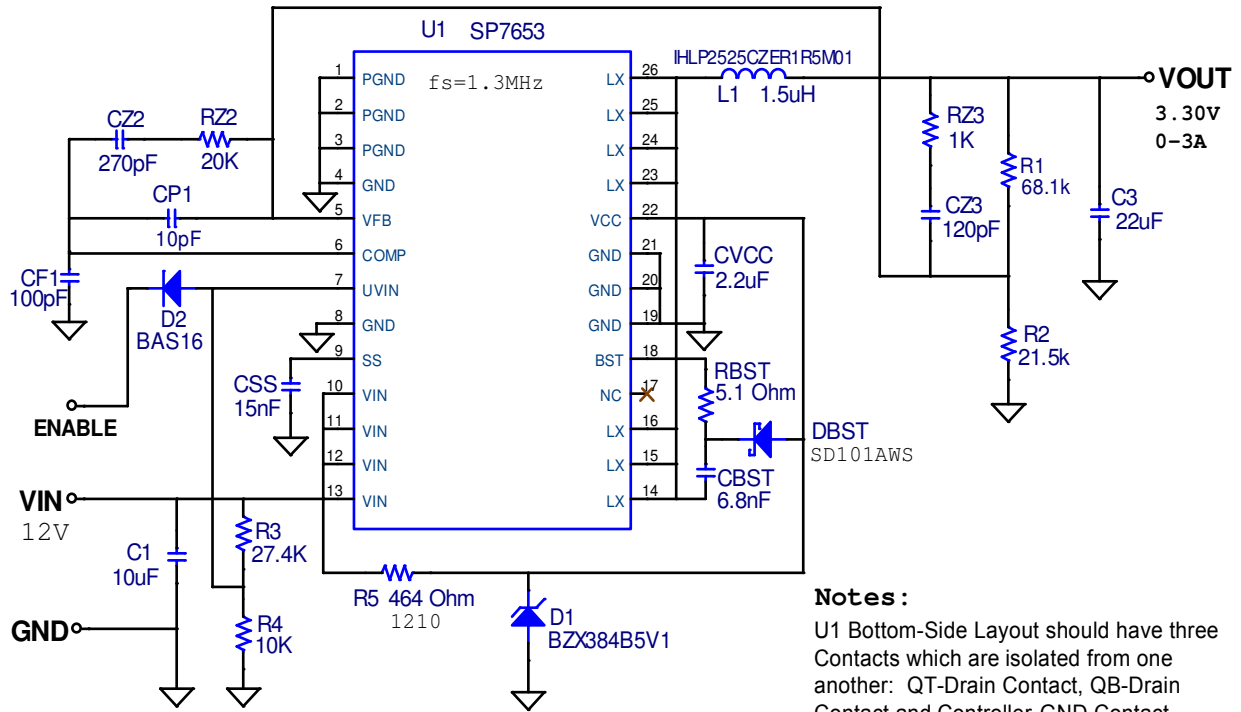 U1 SP7653
fs=1.3MHz
IHLP2525CZER1R5M01
L1 1.5uH
VOUT
3.30V
0-3A
1 PGND
2 PGND
3 PGND
4 GND
5 VFB
6 COMP
7 UVIN
8 GND
9 SS
10 VIN
11 VIN
12 VIN
13 VIN
LX 26
LX 25
LX 24
LX 23
VCC 22
GND 21
GND 20
GND 19
BST 18
NC 17
LX 16
LX 15
LX 14
CZ2
270pF
RZ2
20K
CP1
10pF
CF1
100pF
D2
BAS16
CSS
15nF
ENABLE
VIN
12V
C1
10uF
R3
27.4K
R4
10K
GND
R5 464 Ohm
1210
D1
BZX384B5V1
CVCC
2.2uF
RBST
5.1 Ohm
DBST
SD101AWS
CBST
6.8nF
RZ3
1K
CZ3
120pF
R1
68.1k
C3
22uF
R2
21.5k
Notes:
U1 Bottom-Side Layout should have three
Contacts which are isolated from one
another: QT-Drain Contact, QB-Drain
Contact and Controller GND Contact